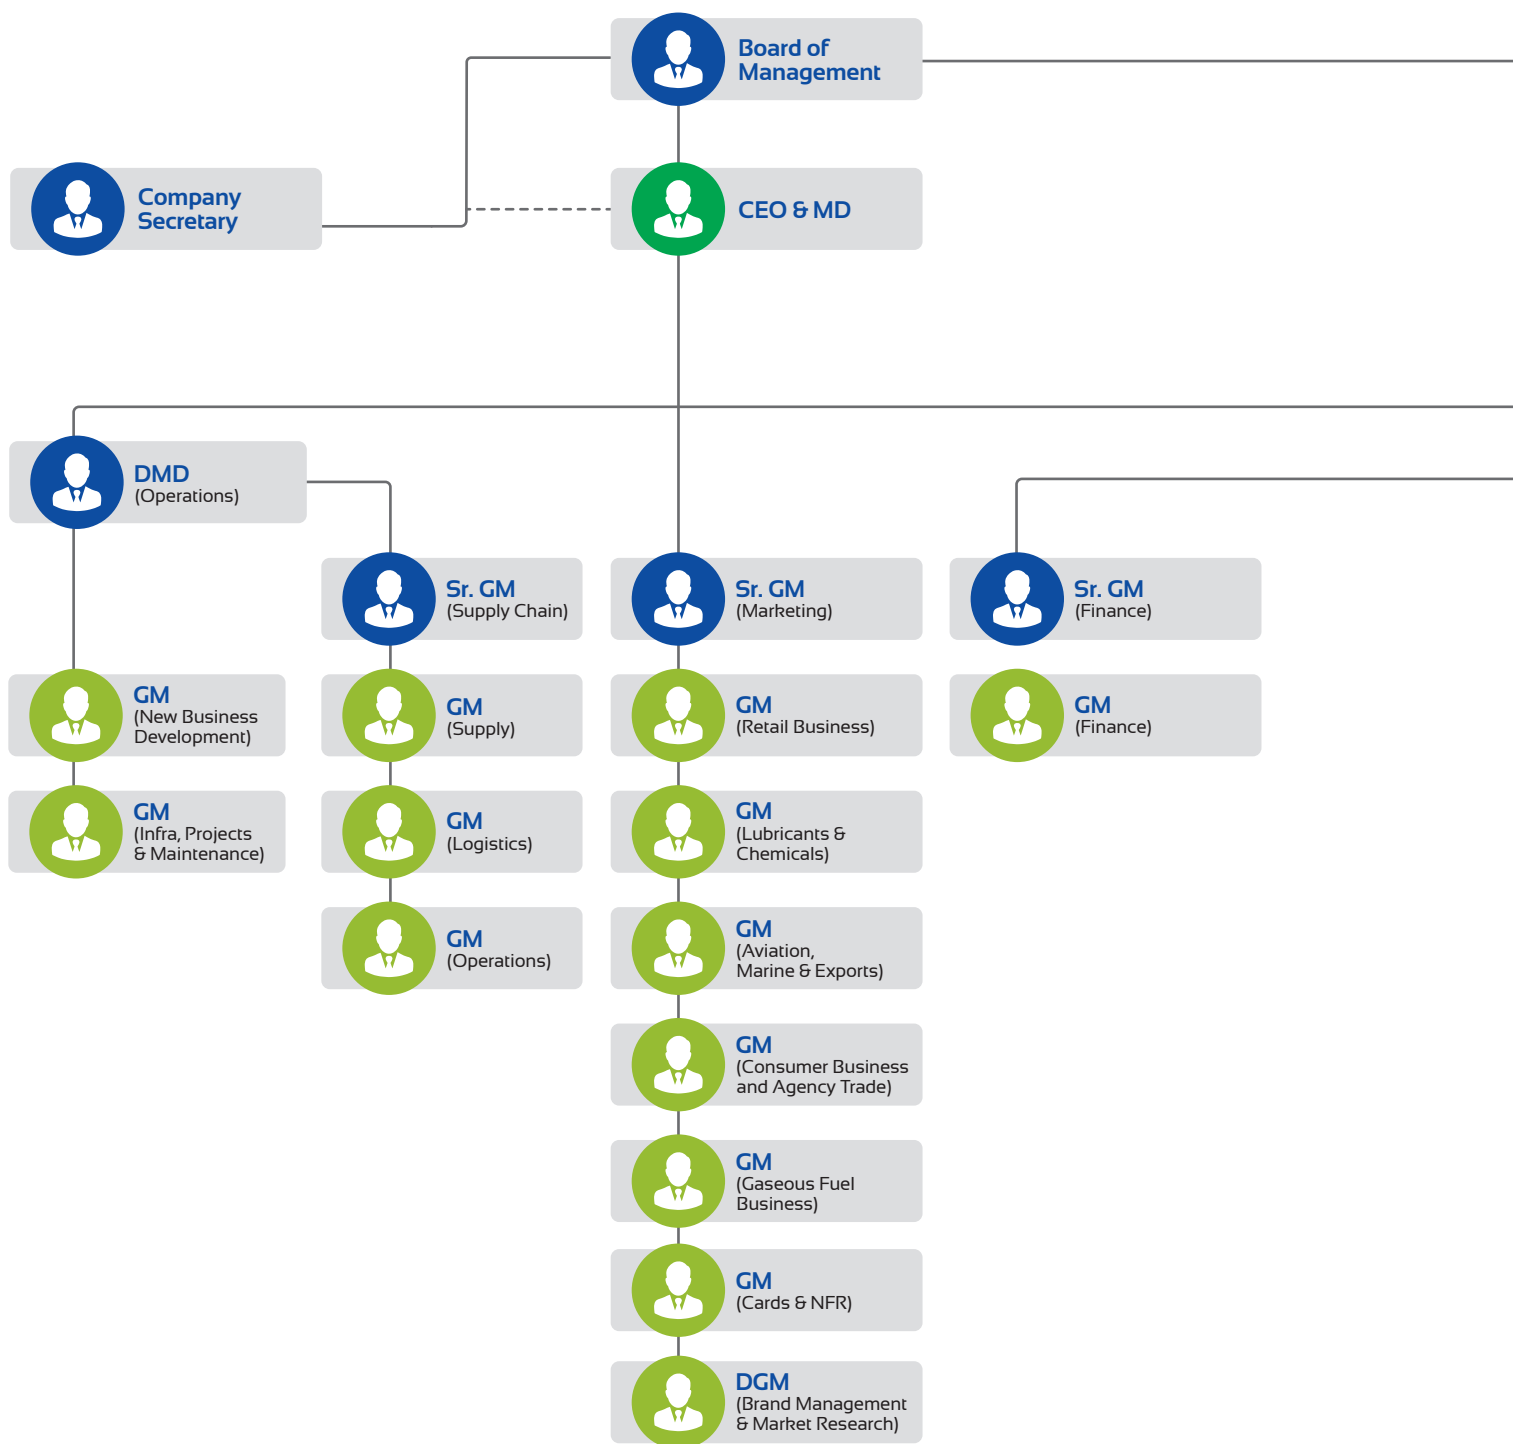 Board of
Management
Company
Secretary
CEO & MD
DMD
(Operations)
Sr. GM
(Supply Chain)
Sr. GM
(Marketing)
Sr. GM
(Finance)
GM
(New Business
Development)
GM
(Supply)
GM
(Retail Business)
GM
(Finance)
GM
(Infra, Projects
& Maintenance)
GM
(Logistics)
GM
(Lubricants &
Chemicals)
GM
(Operations)
GM
(Aviation,
Marine & Exports)
GM
(Consumer Business
and Agency Trade)
GM
(Gaseous Fuel
Business)
GM
(Cards & NFR)
DGM
(Brand Management
& Market Research)